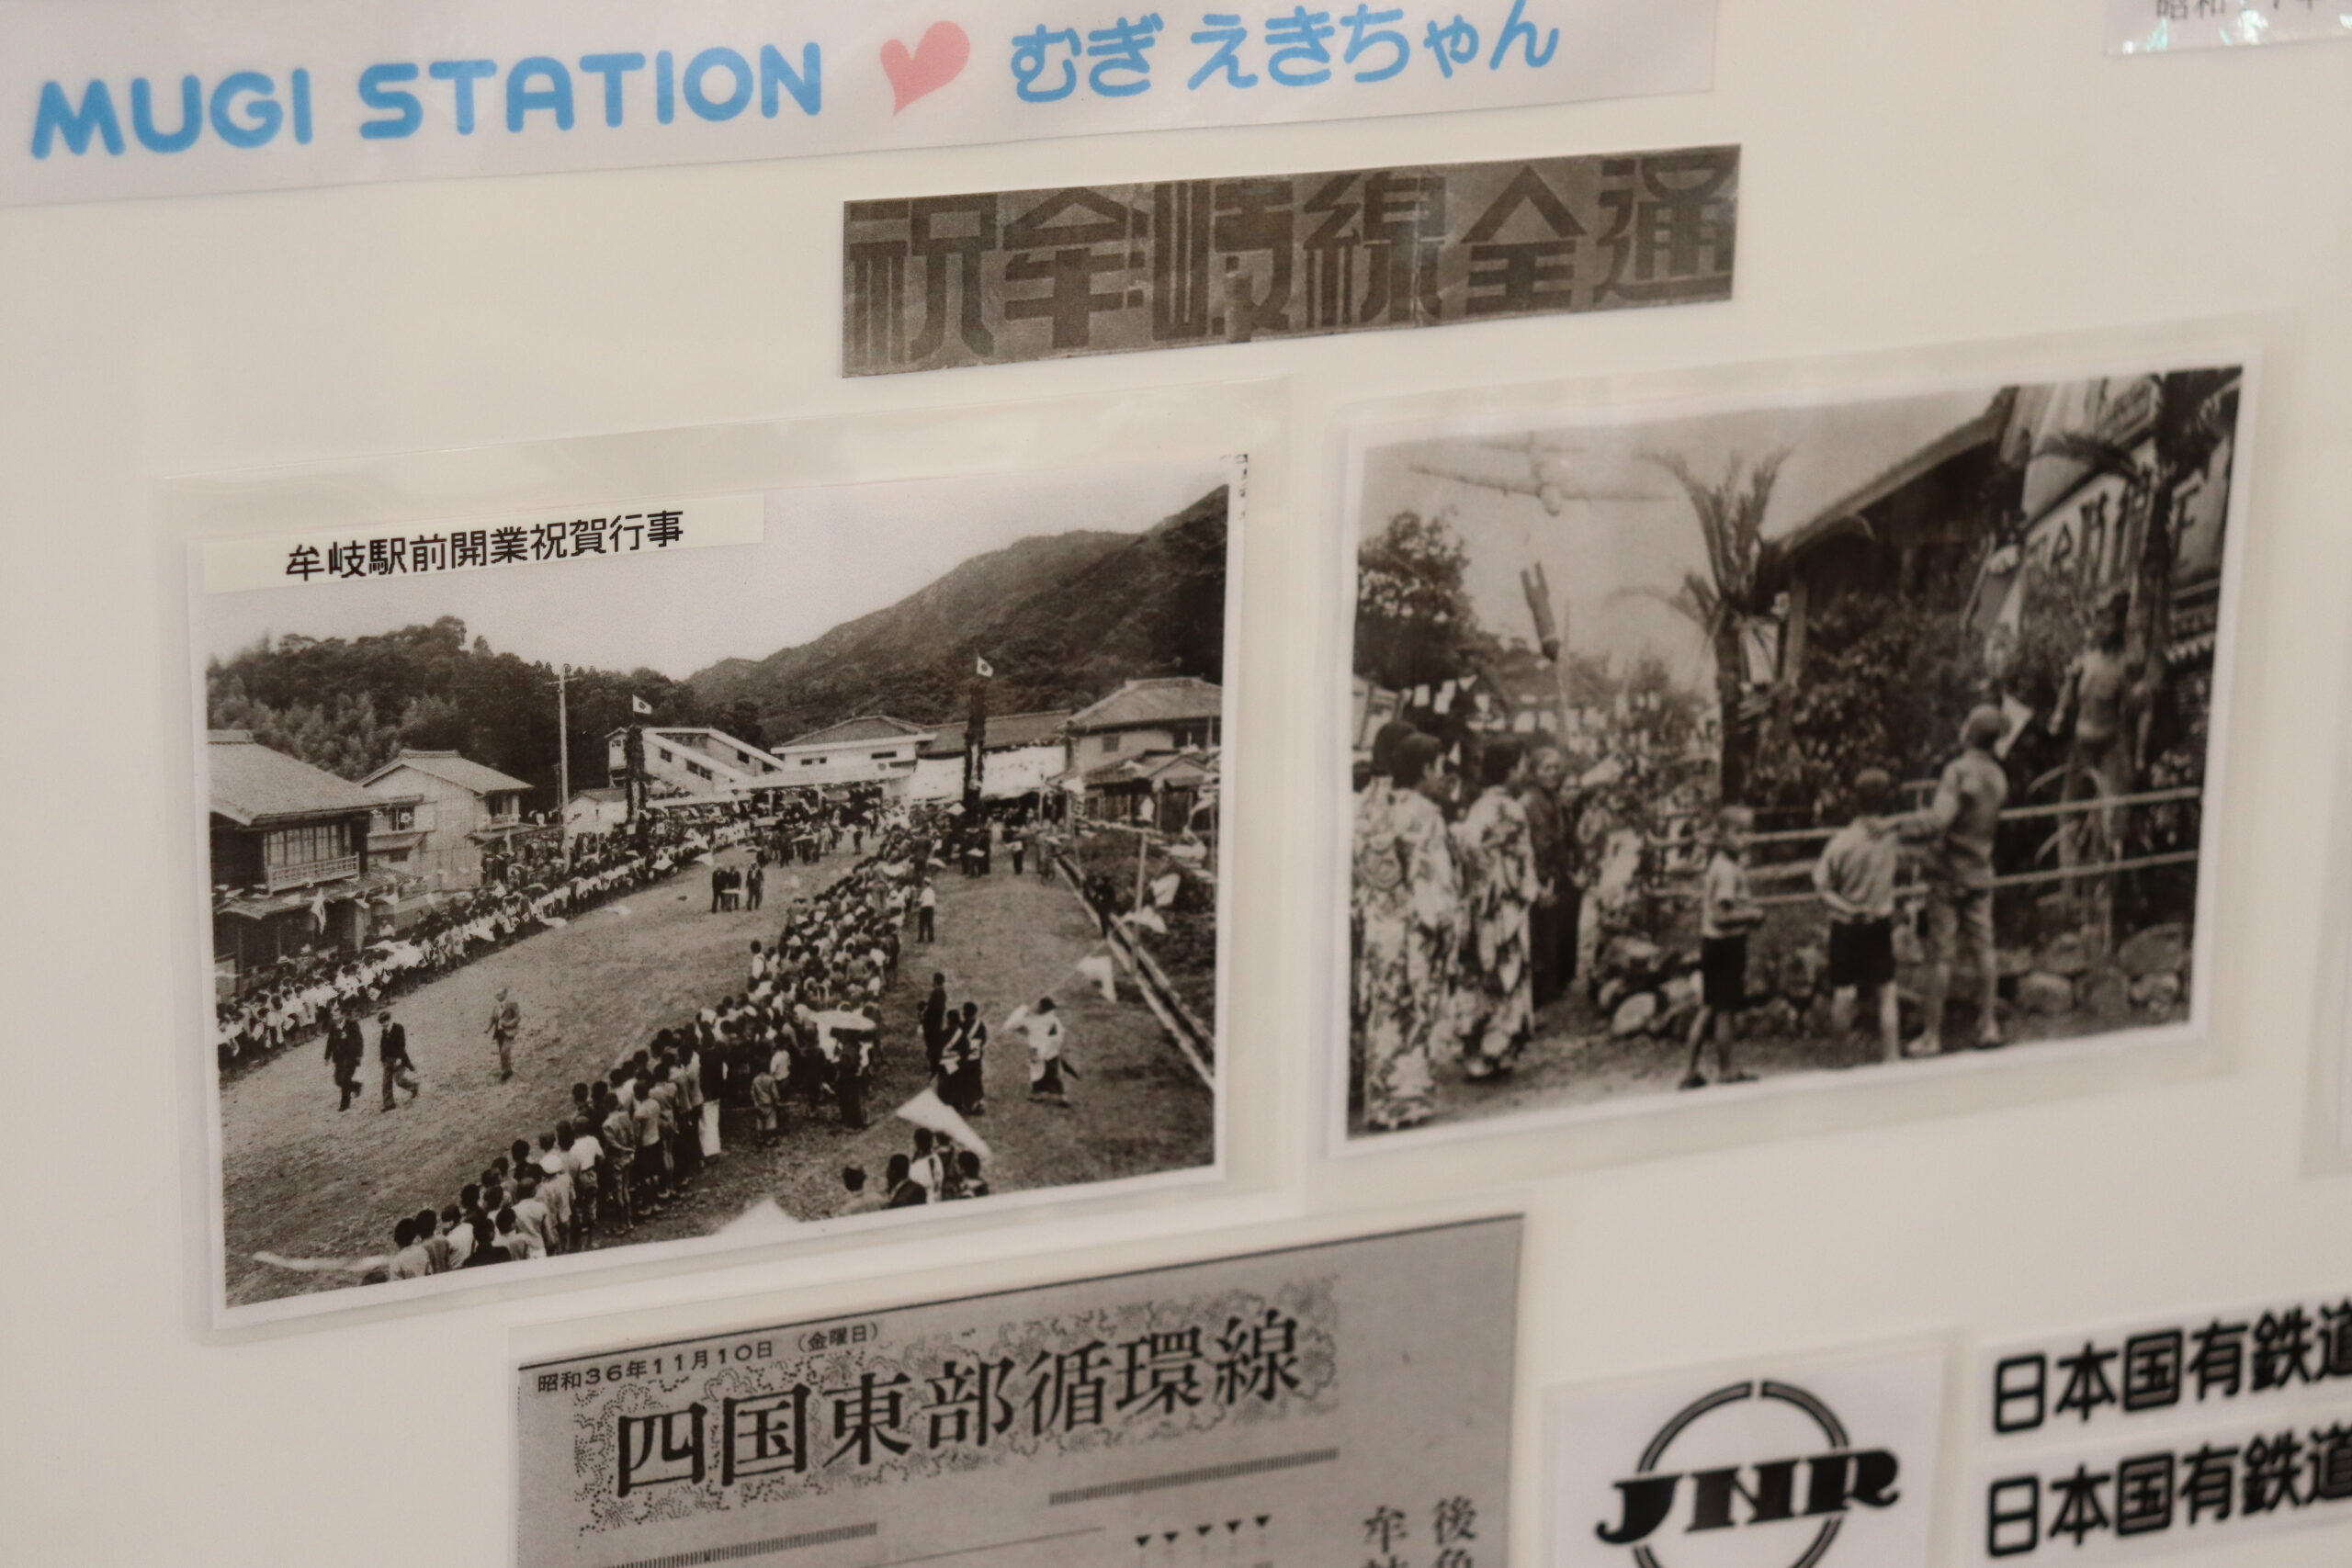 MUGI STATION ♥ むぎ えきちゃん
祝牟岐線全通
牟岐駅前開業祝賀行事
昭和36年11月10日 (金曜日)
四国東部循環線
後
牟
JNR
日本国有鉄道
日本国有鉄道